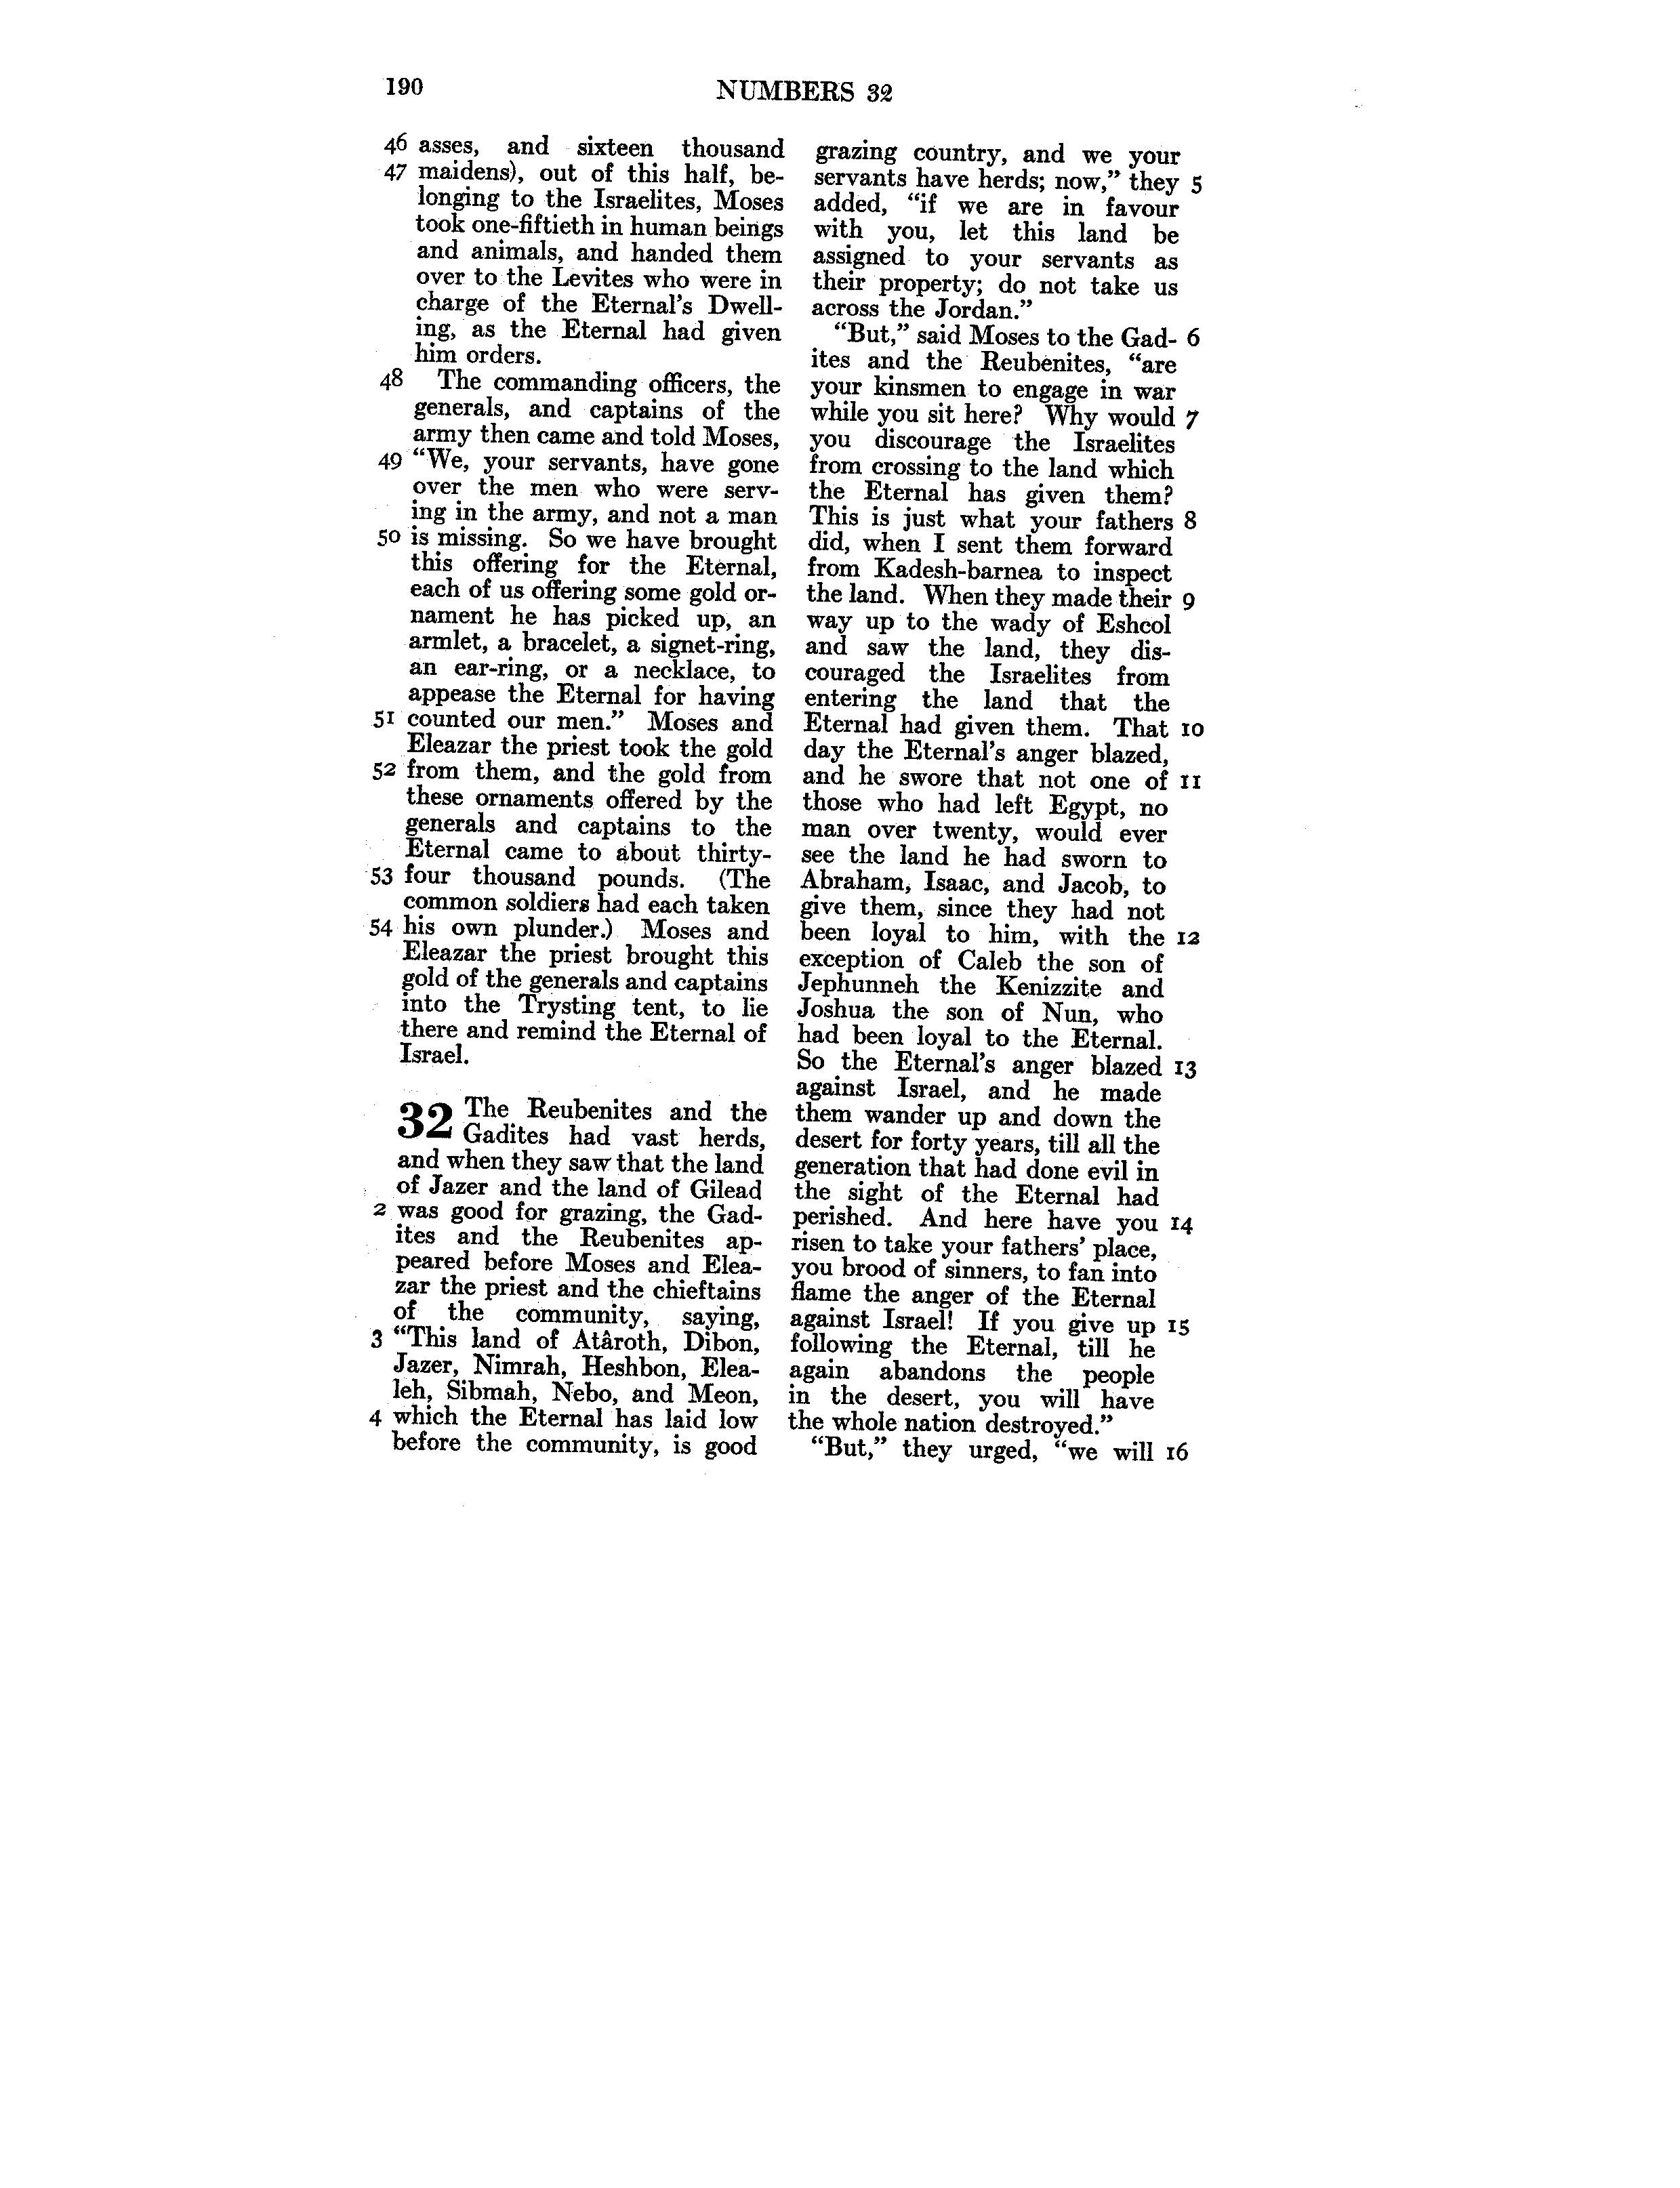 190
NUMBERS 32
46 asses, and sixteen thousand
47 maidens), out of this half, be-
longing to the Israelites, Moses
took one-fiftieth in human beings
and animals, and handed them
over to the Levites who were in
charge of the Eternal's Dwell-
ing, as the Eternal had given
him orders.
48 The commanding officers, the
generals, and captains of the
army then came and told Moses,
49 “We, your servants, have gone
over the men who were serv-
ing in the army, and not a man
50 is missing. So we have brought
this offering for the Eternal,
each of us offering some gold or-
nament he has picked up, an
armlet, a bracelet, a signet-ring,
an ear-ring, or a necklace, to
appease the Eternal for having
51 counted our men.” Moses and
Eleazar the priest took the gold
52 from them, and the gold from
these ornaments offered by the
generals and captains to the
Eternal came to about thirty-
53 four thousand pounds. (The
common soldiers had each taken
54 his own plunder.) Moses and
Eleazar the priest brought this
gold of the generals and captains
into the Trysting tent, to lie
there and remind the Eternal of
Israel.
32 The Reubenites and the
Gadites had vast herds,
and when they saw that the land
of Jazer and the land of Gilead
2 was good for grazing, the Gad-
ites and the Reubenites ap-
peared before Moses and Elea-
zar the priest and the chieftains
of the community, saying,
3 “This land of Atâroth, Dibon,
Jazer, Nimrah, Heshbon, Elea-
leh, Sibmah, Nebo, and Meon,
4 which the Eternal has laid low
before the community, is good
grazing country, and we your
servants have herds; now,” they 5
added, “if we are in favour
with you, let this land be
assigned to your servants as
their property; do not take us
across the Jordan.”
“But,” said Moses to the Gad- 6
ites and the Reubenites, “are
your kinsmen to engage in war
while you sit here? Why would 7
you discourage the Israelites
from crossing to the land which
the Eternal has given them?
This is just what your fathers 8
did, when I sent them forward
from Kadesh-barnea to inspect
the land. When they made their 9
way up to the wady of Eshcol
and saw the land, they dis-
couraged the Israelites from
entering the land that the
Eternal had given them. That 10
day the Eternal's anger blazed,
and he swore that not one of 11
those who had left Egypt, no
man over twenty, would ever
see the land he had sworn to
Abraham, Isaac, and Jacob, to
give them, since they had not
been loyal to him, with the 12
exception of Caleb the son of
Jephunneh the Kenizzite and
Joshua the son of Nun, who
had been loyal to the Eternal.
So the Eternal's anger blazed 13
against Israel, and he made
them wander up and down the
desert for forty years, till all the
generation that had done evil in
the sight of the Eternal had
perished. And here have you 14
risen to take your fathers' place,
you brood of sinners, to fan into
flame the anger of the Eternal
against Israel! If you give up 15
following the Eternal, till he
again abandons the people
in the desert, you will have
the whole nation destroyed.”
“But,” they urged, “we will 16